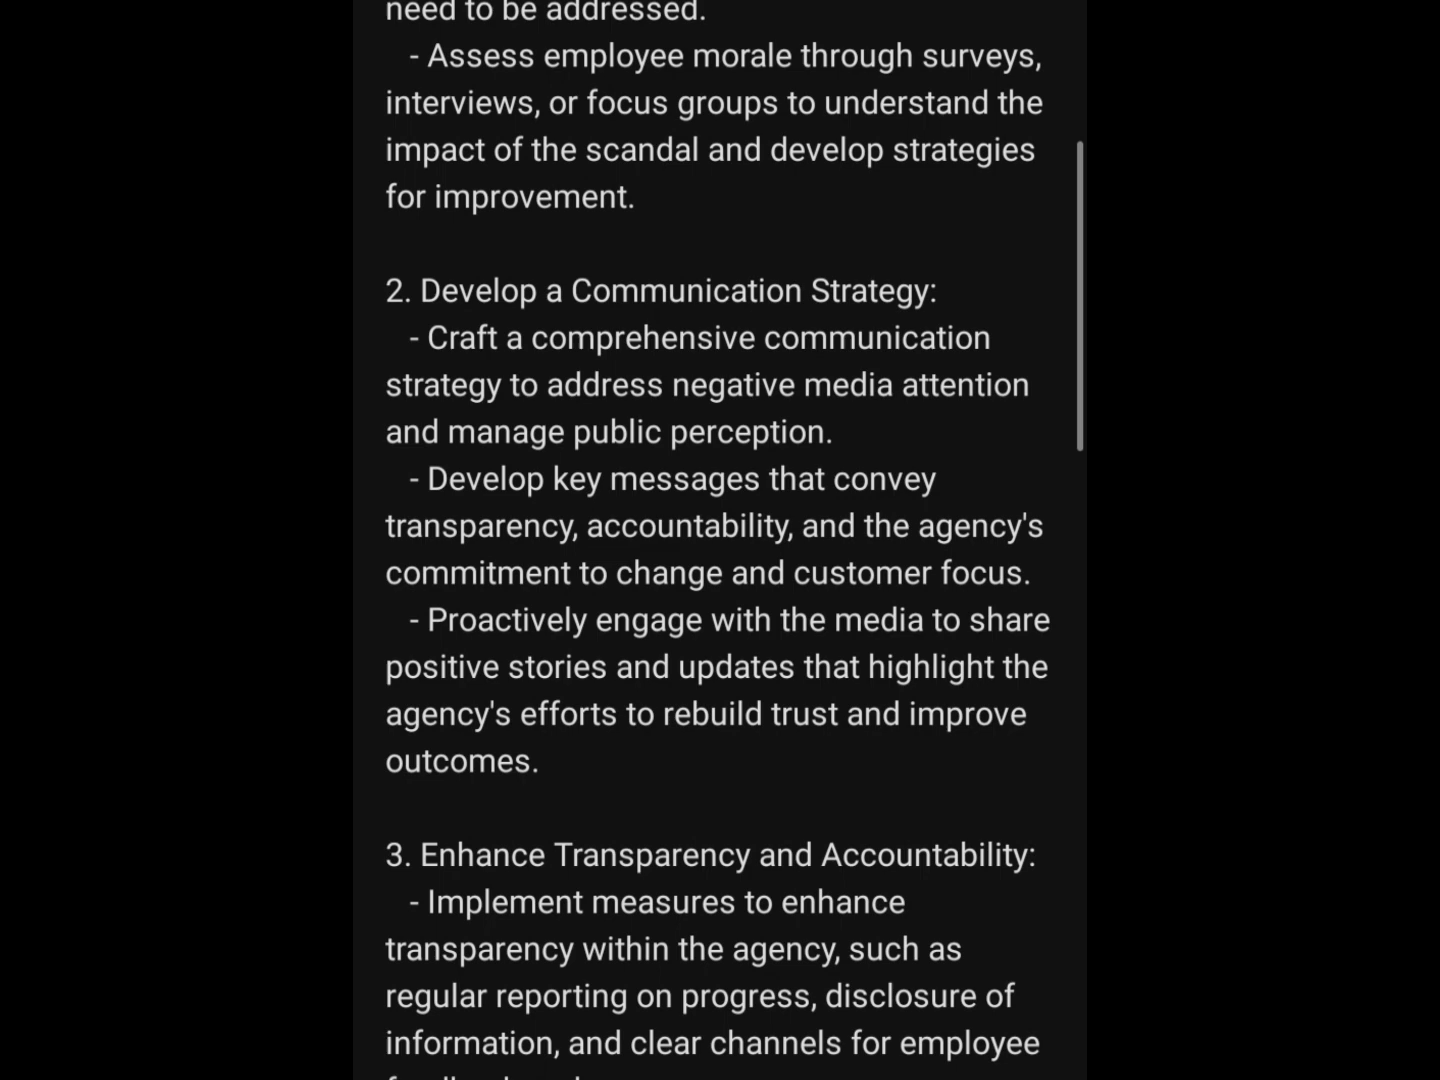 need to be addressed.
- Assess employee morale through surveys,
interviews, or focus groups to understand the
impact of the scandal and develop strategies
for improvement.
2. Develop a Communication Strategy:
- Craft a comprehensive communication
strategy to address negative media attention
and manage public perception.
- Develop key messages that convey
transparency, accountability, and the agency's
commitment to change and customer focus.
- Proactively engage with the media to share
positive stories and updates that highlight the
agency's efforts to rebuild trust and improve
outcomes.
3. Enhance Transparency and Accountability:
- Implement measures to enhance
transparency within the agency, such as
regular reporting on progress, disclosure of
information, and clear channels for employee